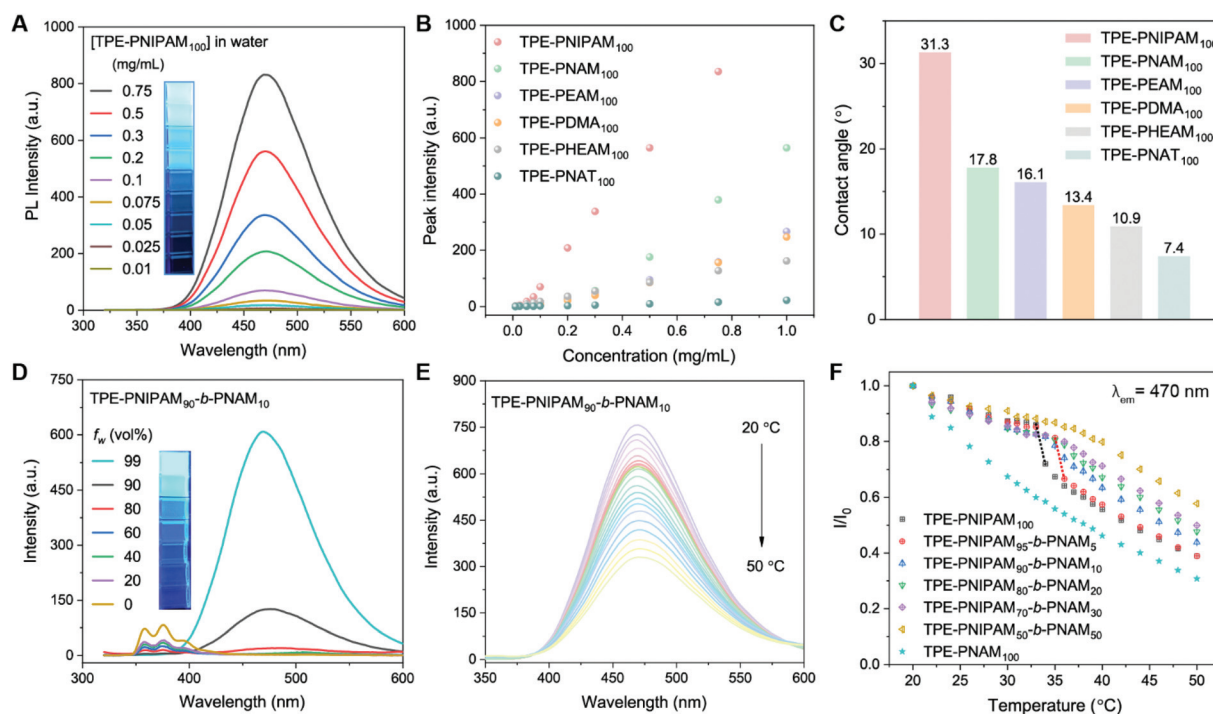 A
[TPE-PNIPAM100] in water
(mg/mL)
0.75
0.5
0.3
0.2
0.1
0.075
0.05
0.025
0.01
1000
800
600
400
200
0
PL Intensity (a.u.)
300 350 400 450 500 550 600
Wavelength (nm)
B
TPE-PNIPAM100
TPE-PNAM100
TPE-PEAM100
TPE-PDMA100
TPE-PHEAM100
TPE-PNAT100
1000
800
600
400
200
0
Peak intensity (a.u.)
0.0 0.2 0.4 0.6 0.8 1.0
Concentration (mg/mL)
C
31.3
17.8
16.1
13.4
10.9
7.4
TPE-PNIPAM100
TPE-PNAM100
TPE-PEAM100
TPE-PDMA100
TPE-PHEAM100
TPE-PNAT100
30
20
10
0
Contact angle (°)
D
TPE-PNIPAM90-b-PNAM10
fw (vol%)
99
90
80
60
40
20
0
750
600
450
300
150
0
Intensity (a.u.)
300 350 400 450 500 550 600
Wavelength (nm)
E
TPE-PNIPAM90-b-PNAM10
20 °C
50 °C
900
750
600
450
300
150
0
Intensity (a.u.)
350 400 450 500 550 600
Wavelength (nm)
F
λem= 470 nm
TPE-PNIPAM100
TPE-PNIPAM95-b-PNAM5
TPE-PNIPAM90-b-PNAM10
TPE-PNIPAM80-b-PNAM20
TPE-PNIPAM70-b-PNAM30
TPE-PNIPAM50-b-PNAM50
TPE-PNAM100
1.0
0.8
0.6
0.4
0.2
0.0
I/I0
20 25 30 35 40 45 50
Temperature (°C)